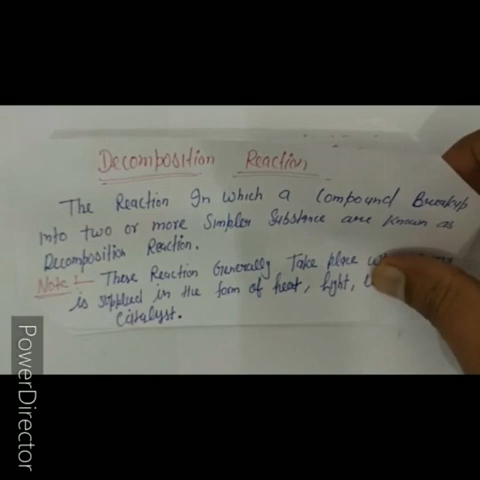 Decomposition Reaction
The Reaction In which a Compound Breakup
into two or more Simpler Substance are Known as
Decomposition Reaction.
Note :- These Reaction Generally Take place
is supplied in the form of heat, light,
Catalyst.
PowerDirector